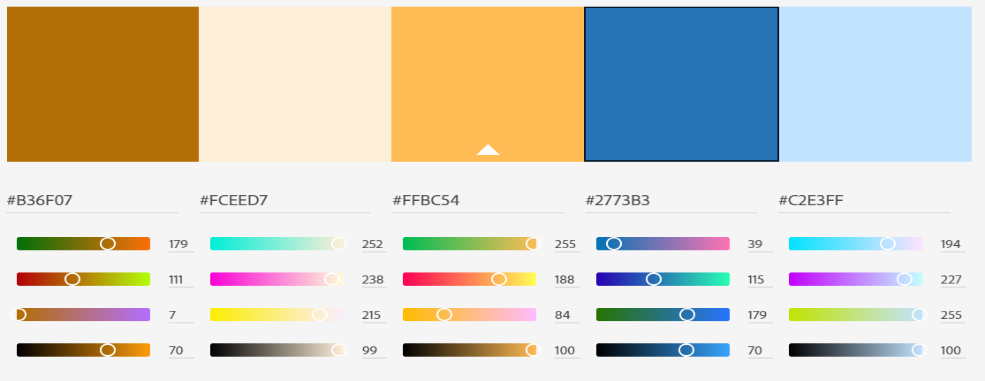 #B36F07 #FCEED7 #FFBC54 #2773B3 #C2E3FF
179 252 255 39 194
111 238 188 115 227
7 215 84 179 255
70 99 100 70 100